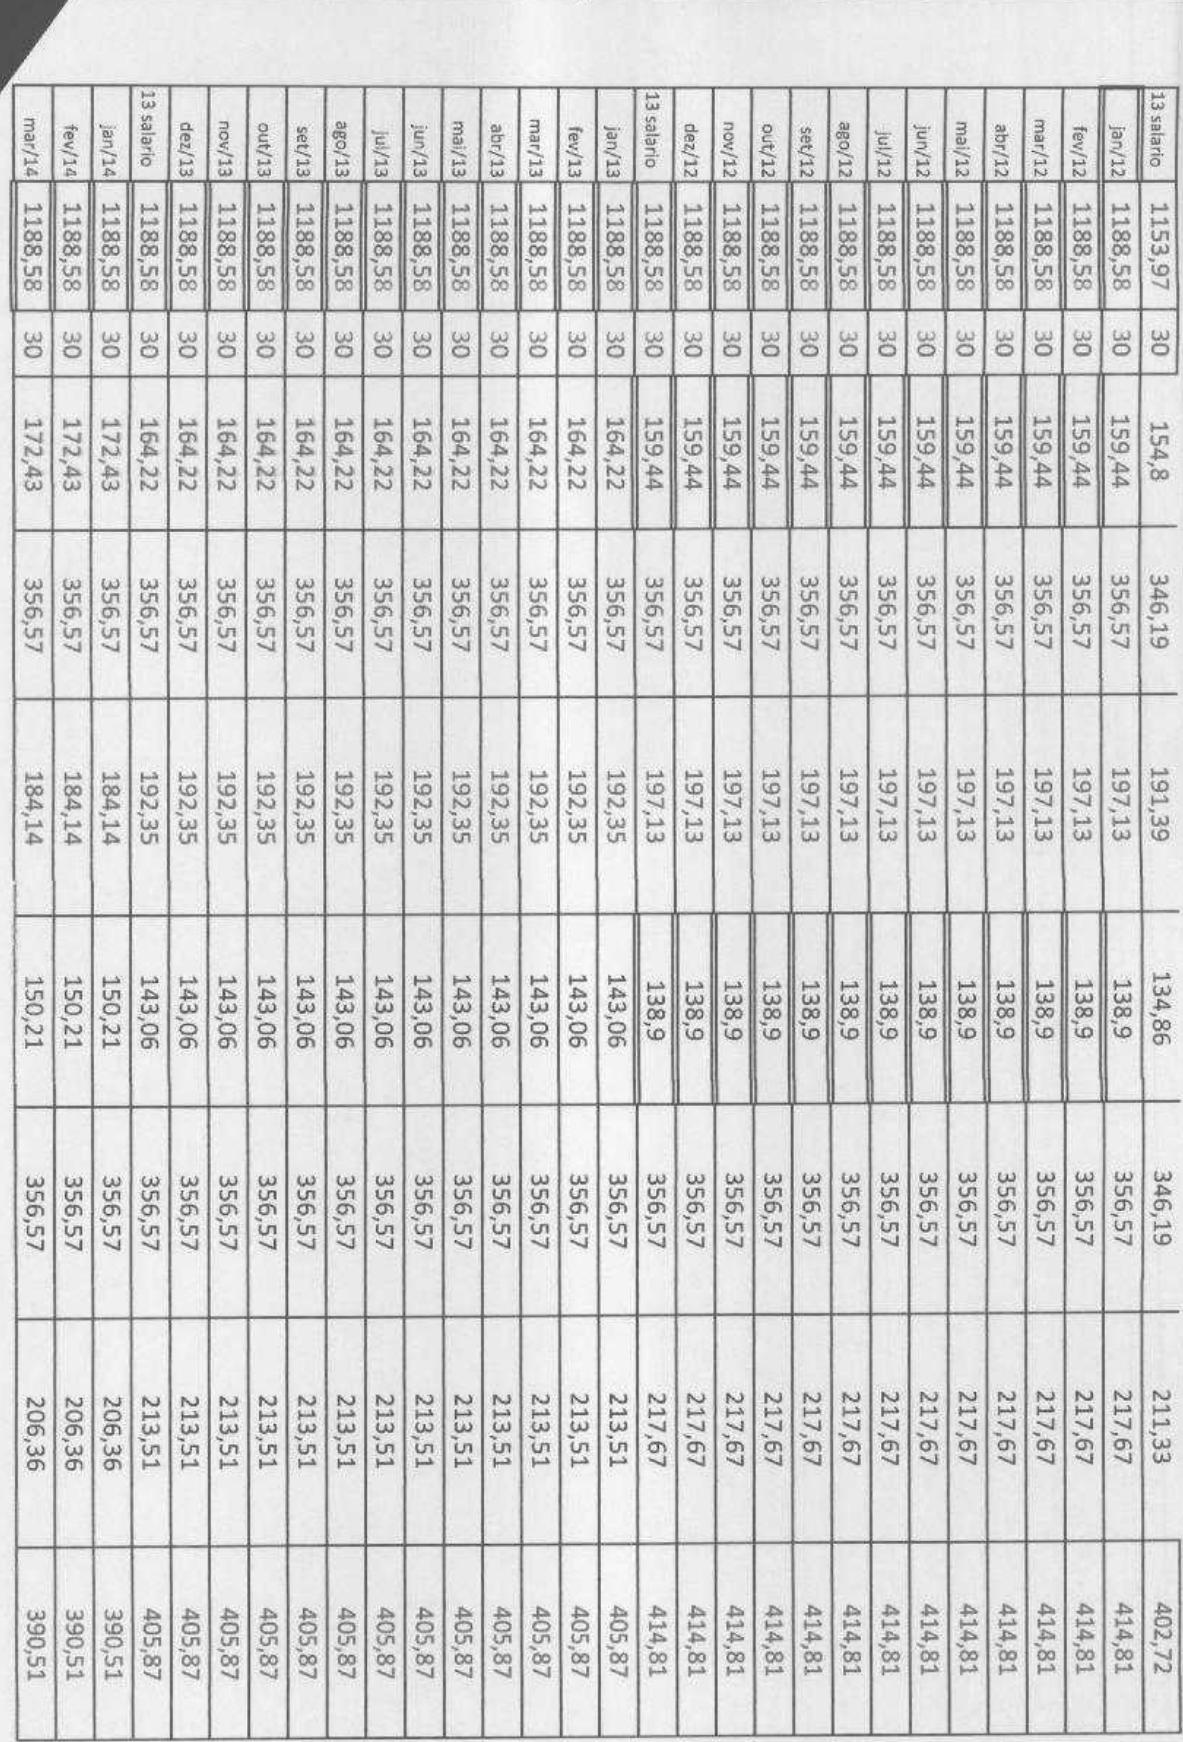 13 salario 1153,97 30 154,8 346,19 191,39 134,86 346,19 211,33 402,72
jan/12 1188,58 30 159,44 356,57 197,13 138,9 356,57 217,67 414,81
fev/12 1188,58 30 159,44 356,57 197,13 138,9 356,57 217,67 414,81
mar/12 1188,58 30 159,44 356,57 197,13 138,9 356,57 217,67 414,81
abr/12 1188,58 30 159,44 356,57 197,13 138,9 356,57 217,67 414,81
mai/12 1188,58 30 159,44 356,57 197,13 138,9 356,57 217,67 414,81
jun/12 1188,58 30 159,44 356,57 197,13 138,9 356,57 217,67 414,81
jul/12 1188,58 30 159,44 356,57 197,13 138,9 356,57 217,67 414,81
ago/12 1188,58 30 159,44 356,57 197,13 138,9 356,57 217,67 414,81
set/12 1188,58 30 159,44 356,57 197,13 138,9 356,57 217,67 414,81
out/12 1188,58 30 159,44 356,57 197,13 138,9 356,57 217,67 414,81
nov/12 1188,58 30 159,44 356,57 197,13 138,9 356,57 217,67 414,81
dez/12 1188,58 30 159,44 356,57 197,13 138,9 356,57 217,67 414,81
13 salario 1188,58 30 159,44 356,57 197,13 138,9 356,57 217,67 414,81
jan/13 1188,58 30 164,22 356,57 192,35 143,06 356,57 213,51 405,87
fev/13 1188,58 30 164,22 356,57 192,35 143,06 356,57 213,51 405,87
mar/13 1188,58 30 164,22 356,57 192,35 143,06 356,57 213,51 405,87
abr/13 1188,58 30 164,22 356,57 192,35 143,06 356,57 213,51 405,87
mai/13 1188,58 30 164,22 356,57 192,35 143,06 356,57 213,51 405,87
jun/13 1188,58 30 164,22 356,57 192,35 143,06 356,57 213,51 405,87
jul/13 1188,58 30 164,22 356,57 192,35 143,06 356,57 213,51 405,87
ago/13 1188,58 30 164,22 356,57 192,35 143,06 356,57 213,51 405,87
set/13 1188,58 30 164,22 356,57 192,35 143,06 356,57 213,51 405,87
out/13 1188,58 30 164,22 356,57 192,35 143,06 356,57 213,51 405,87
nov/13 1188,58 30 164,22 356,57 192,35 143,06 356,57 213,51 405,87
dez/13 1188,58 30 164,22 356,57 192,35 143,06 356,57 213,51 405,87
13 salario 1188,58 30 164,22 356,57 192,35 143,06 356,57 213,51 405,87
jan/14 1188,58 30 172,43 356,57 184,14 150,21 356,57 206,36 390,51
fev/14 1188,58 30 172,43 356,57 184,14 150,21 356,57 206,36 390,51
mar/14 1188,58 30 172,43 356,57 184,14 150,21 356,57 206,36 390,51